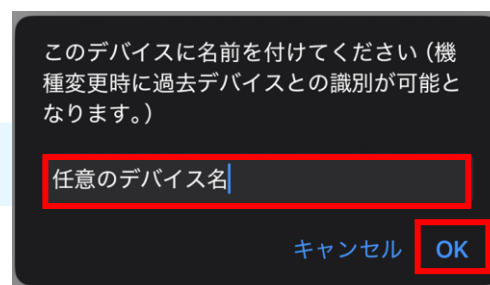 このデバイスに名前を付けてください（機
種変更時に過去デバイスとの識別が可能と
なります。）
任意のデバイス名
キャンセル OK